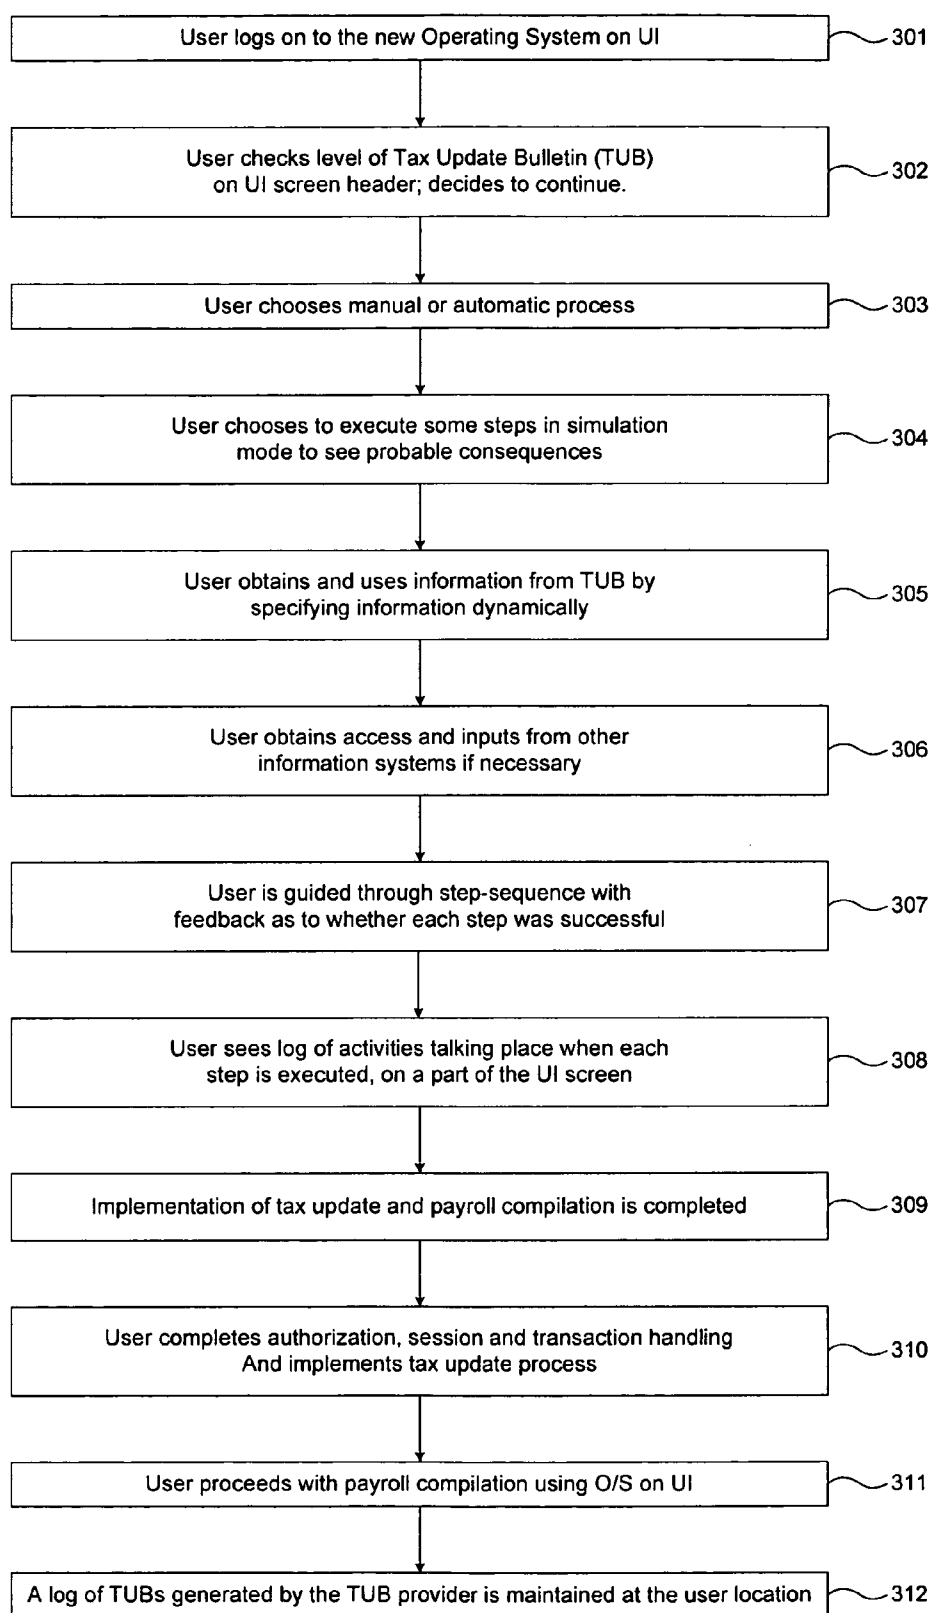 User logs on to the new Operating System on UI
301
User checks level of Tax Update Bulletin (TUB)
on UI screen header; decides to continue.
302
User chooses manual or automatic process
303
User chooses to execute some steps in simulation
mode to see probable consequences
304
User obtains and uses information from TUB by
specifying information dynamically
305
User obtains access and inputs from other
information systems if necessary
306
User is guided through step-sequence with
feedback as to whether each step was successful
307
User sees log of activities talking place when each
step is executed, on a part of the UI screen
308
Implementation of tax update and payroll compilation is completed
309
User completes authorization, session and transaction handling
And implements tax update process
310
User proceeds with payroll compilation using O/S on UI
311
A log of TUBs generated by the TUB provider is maintained at the user location
312